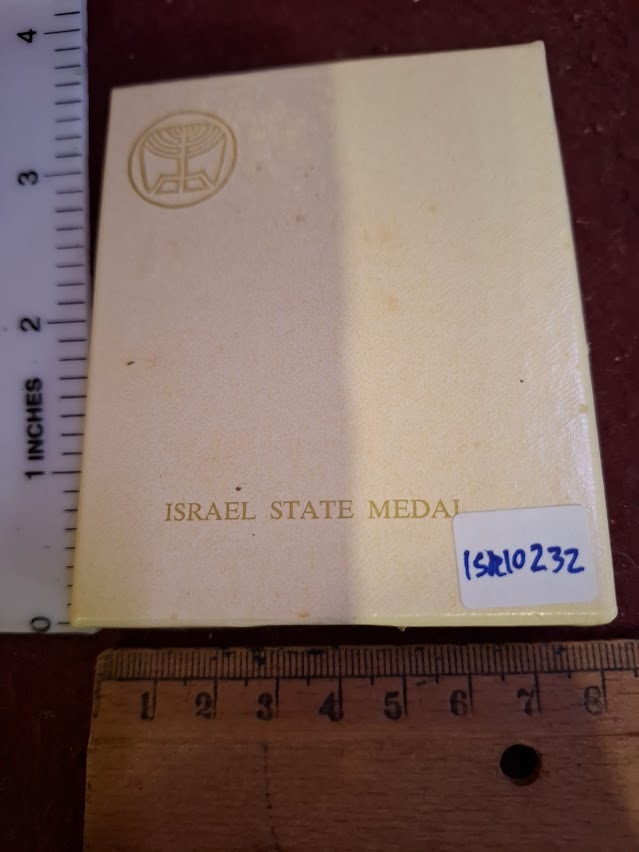 4
3
2
1 INCHES
0
ISRAEL STATE MEDAL
ISR10232
1 2 3 4 5 6 7 8